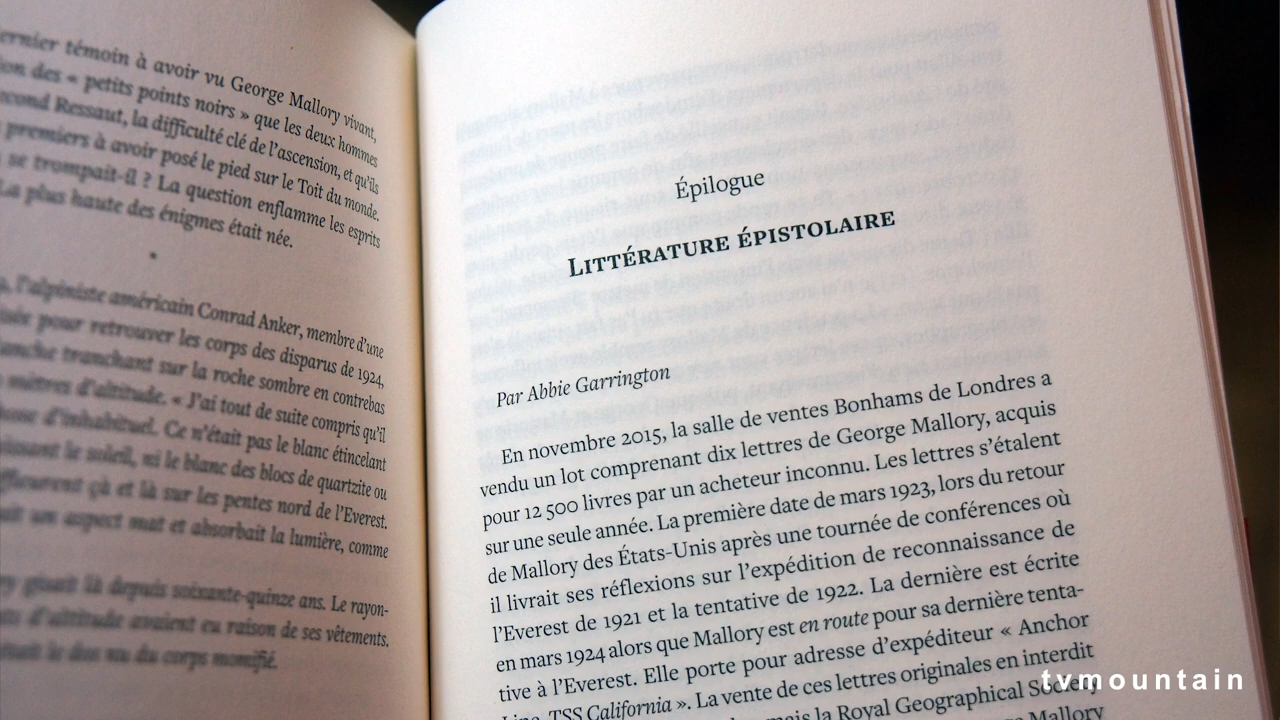 ernier témoin à avoir vu George Mallory vivant,
ion des « petits points noirs » que les deux hommes
econd Ressaut, la difficulté clé de l'ascension, et qu'ils
premiers à avoir posé le pied sur le Toit du monde.
se trompait-il ? La question enflamme les esprits
La plus haute des énigmes était née.
*
l'alpiniste américain Conrad Anker, membre d'une
pour retrouver les corps des disparus de 1924,
tranchant sur la roche sombre en contrebas
mètres d'altitude. « J'ai tout de suite compris qu'il
d'inhabituel. Ce n'était pas le blanc étincelant
le soleil, ni le blanc des blocs de quartzite ou
çà et là sur les pentes nord de l'Everest.
un aspect mat et absorbait la lumière, comme
gisait là depuis soixante-quinze ans. Le rayon-
d'altitude avaient eu raison de ses vêtements.
le dos nu du corps momifié.
Épilogue
LITTÉRATURE ÉPISTOLAIRE
Par Abbie Garrington
En novembre 2015, la salle de ventes Bonhams de Londres a
vendu un lot comprenant dix lettres de George Mallory, acquis
pour 12 500 livres par un acheteur inconnu. Les lettres s'étalent
sur une seule année. La première date de mars 1923, lors du retour
de Mallory des États-Unis après une tournée de conférences où
il livrait ses réflexions sur l'expédition de reconnaissance de
l'Everest de 1921 et la tentative de 1922. La dernière est écrite
en mars 1924 alors que Mallory est en route pour sa dernière tenta-
tive à l'Everest. Elle porte pour adresse d'expéditeur « Anchor
Line, TSS California ». La vente de ces lettres originales en interdit
mais la Royal Geographical Society
Mallory
tvmountain